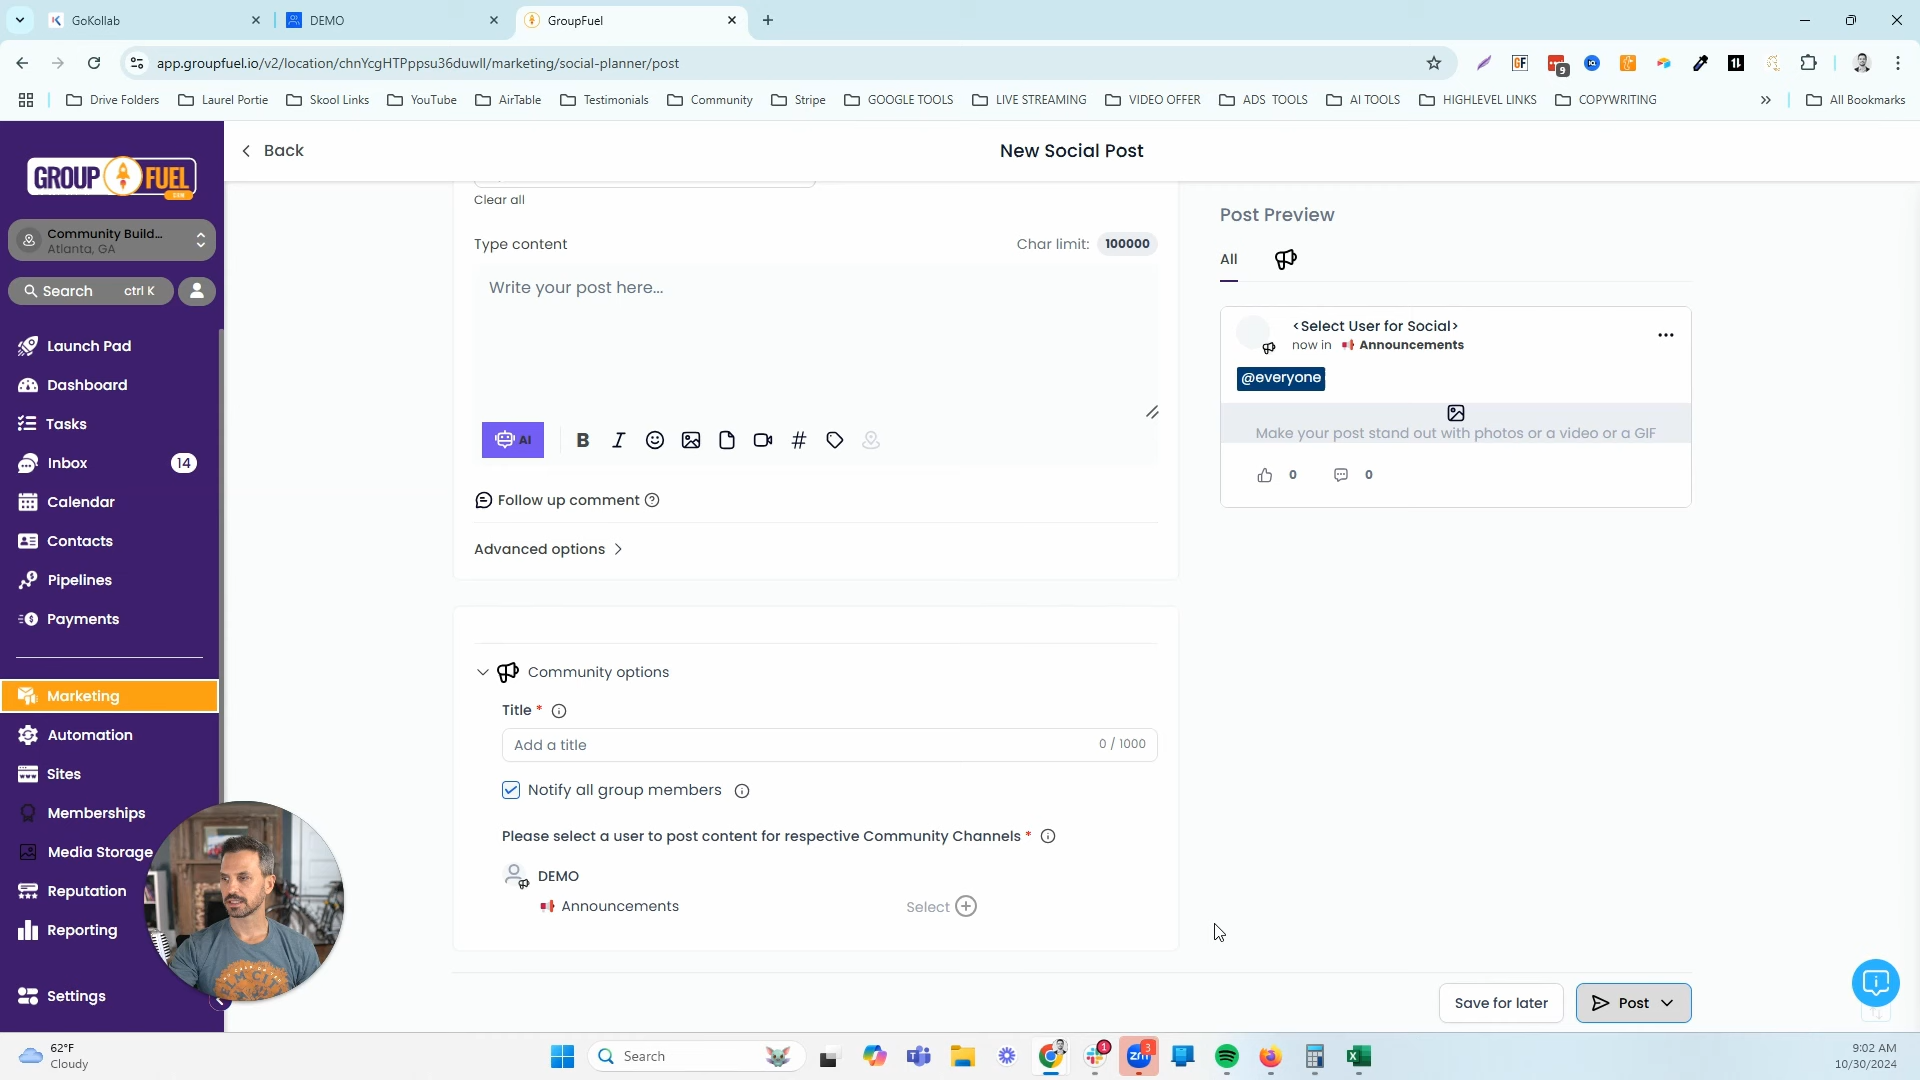 GoKollab
DEMO
GroupFuel
app.groupfuel.io/v2/location/chnYcgHTPppsu36duwlI/marketing/social-planner/post
9
Drive Folders
Laurel Portie
Skool Links
YouTube
AirTable
Testimonials
Community
Stripe
GOOGLE TOOLS
LIVE STREAMING
VIDEO OFFER
ADS TOOLS
AI TOOLS
HIGHLEVEL LINKS
COPYWRITING
All Bookmarks
GROUP FUEL
Community Build...
Atlanta, GA
Search ctrl K
Launch Pad
Dashboard
Tasks
Inbox 14
Calendar
Contacts
Pipelines
Payments
Marketing
Automation
Sites
Memberships
Media Storage
Reputation
Reporting
Settings
Back
New Social Post
Clear all
Type content
Char limit: 100000
Write your post here...
AI
B I #
Follow up comment
Advanced options
Community options
Title *
Add a title
0 / 1000
Notify all group members
Please select a user to post content for respective Community Channels *
DEMO
Announcements
Select
Post Preview
All
<Select User for Social>
now in Announcements
@everyone
Make your post stand out with photos or a video or a GIF
0 0
Save for later
Post
ELM CITY
62°F
Cloudy
Search
1
3
9:02 AM
10/30/2024